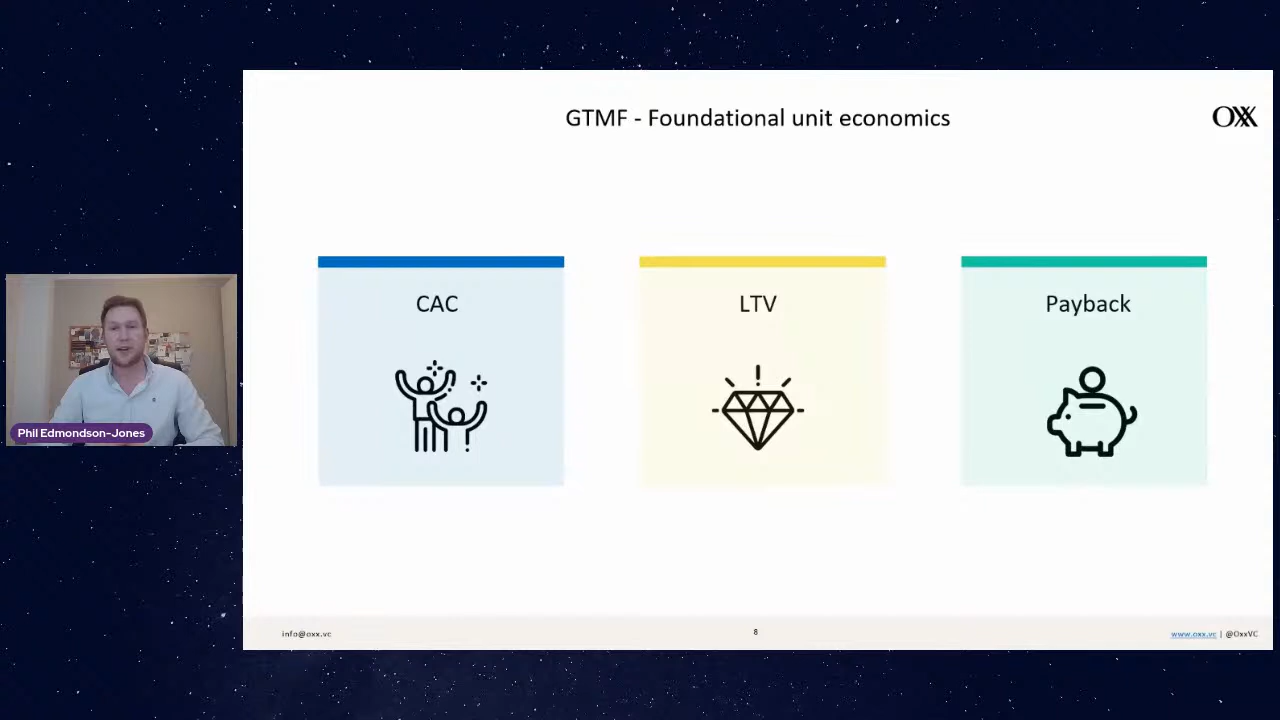 GTMF - Foundational unit economics
OXX
CAC
LTV
Payback
Phil Edmondson-Jones
info@oxx.vc
8
www.oxx.vc | @OxxVC